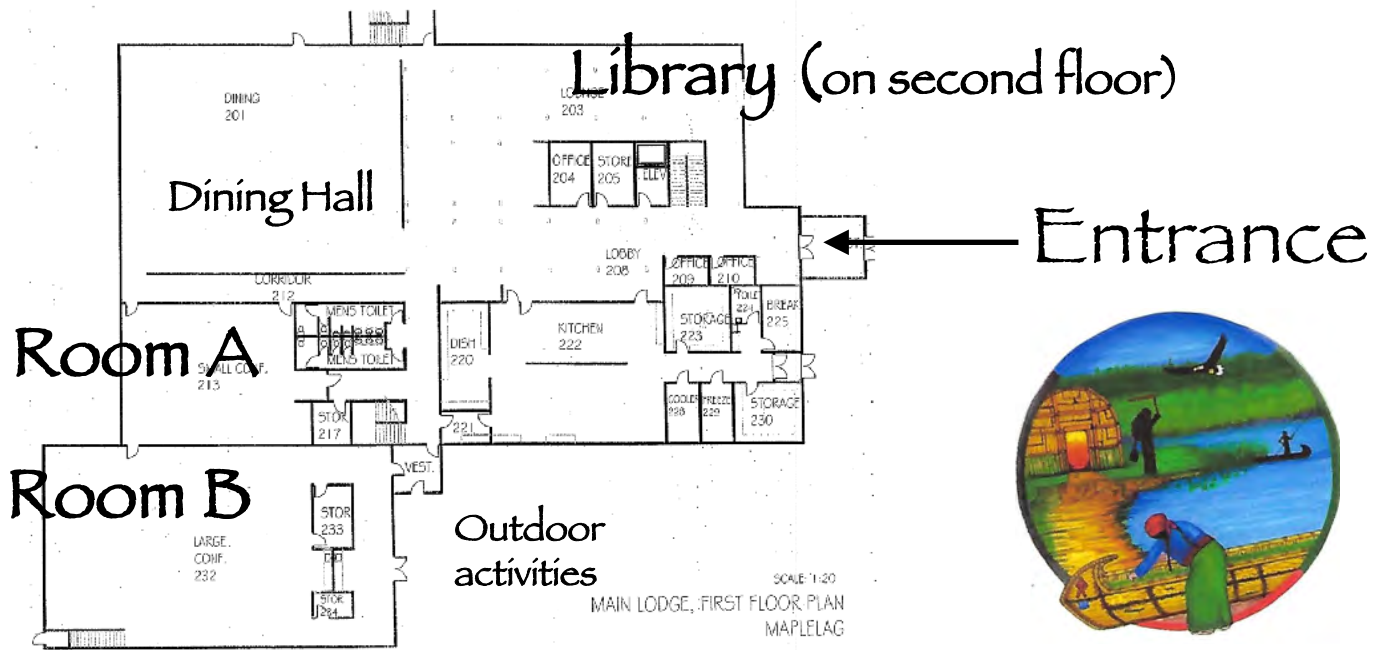 Library (on second floor)
DINING
201
LOUNGE
203
OFFICE
204
STORE
205
ELEV.
Dining Hall
Entrance
LOBBY
208
OFFICE
209
OFFICE
210
CORRIDOR
212
MENS TOILET
MENS TOILET
TOILET
224
BREAK
225
STORAGE
223
KITCHEN
222
DISH
220
Room A
SMALL CONF.
213
STOR
217
221
COOLER
228
FREEZE
229
STORAGE
230
VEST.
Room B
STOR
233
LARGE.
CONF.
232
STOR
234
Outdoor
activities
SCALE: 1:20
MAIN LODGE, FIRST FLOOR PLAN
MAPLELAG